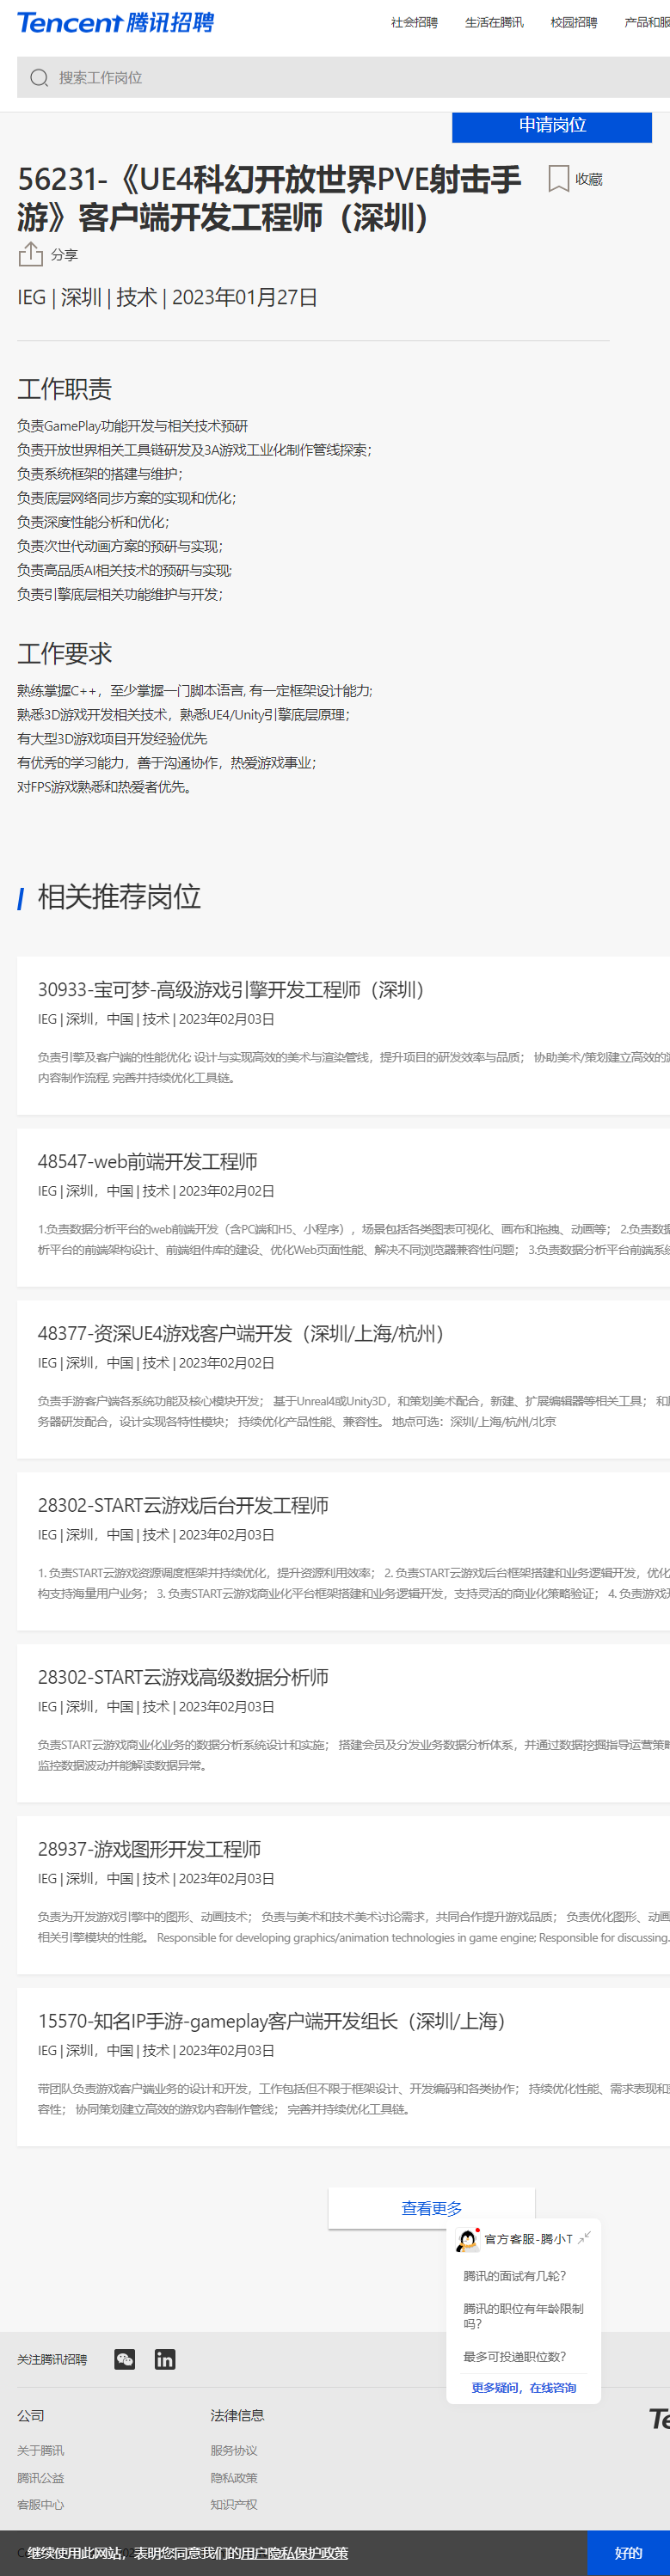 Tencent 腾讯招聘
社会招聘 生活在腾讯 校园招聘 产品和服
搜索工作岗位
申请岗位
56231-《UE4科幻开放世界PVE射击手
游》客户端开发工程师（深圳）
收藏
分享
IEG | 深圳 | 技术 | 2023年01月27日
工作职责
负责GamePlay功能开发与相关技术预研
负责开放世界相关工具链研发及3A游戏工业化制作管线探索；
负责系统框架的搭建与维护；
负责底层网络同步方案的实现和优化；
负责深度性能分析和优化；
负责次世代动画方案的预研与实现；
负责高品质AI相关技术的预研与实现;
负责引擎底层相关功能维护与开发；
工作要求
熟练掌握C++，至少掌握一门脚本语言, 有一定框架设计能力;
熟悉3D游戏开发相关技术，熟悉UE4/Unity引擎底层原理；
有大型3D游戏项目开发经验优先
有优秀的学习能力，善于沟通协作，热爱游戏事业；
对FPS游戏熟悉和热爱者优先。
相关推荐岗位
30933-宝可梦-高级游戏引擎开发工程师（深圳）
IEG | 深圳，中国 | 技术 | 2023年02月03日
负责引擎及客户端的性能优化; 设计与实现高效的美术与渲染管线，提升项目的研发效率与品质； 协助美术/策划建立高效的游
内容制作流程, 完善并持续优化工具链。
48547-web前端开发工程师
IEG | 深圳，中国 | 技术 | 2023年02月02日
1.负责数据分析平台的web前端开发（含PC端和H5、小程序），场景包括各类图表可视化、画布和拖拽、动画等； 2.负责数据
析平台的前端架构设计、前端组件库的建设、优化Web页面性能、解决不同浏览器兼容性问题； 3.负责数据分析平台前端系统
48377-资深UE4游戏客户端开发（深圳/上海/杭州）
IEG | 深圳，中国 | 技术 | 2023年02月02日
负责手游客户端各系统功能及核心模块开发； 基于Unreal4或Unity3D，和策划美术配合，新建、扩展编辑器等相关工具； 和服
务器研发配合，设计实现各特性模块； 持续优化产品性能、兼容性。 地点可选：深圳/上海/杭州/北京
28302-START云游戏后台开发工程师
IEG | 深圳，中国 | 技术 | 2023年02月03日
1. 负责START云游戏资源调度框架并持续优化，提升资源利用效率； 2. 负责START云游戏后台框架搭建和业务逻辑开发，优化
构支持海量用户业务； 3. 负责START云游戏商业化平台框架搭建和业务逻辑开发，支持灵活的商业化策略验证； 4. 负责游戏开
28302-START云游戏高级数据分析师
IEG | 深圳，中国 | 技术 | 2023年02月03日
负责START云游戏商业化业务的数据分析系统设计和实施； 搭建会员及分发业务数据分析体系，并通过数据挖掘指导运营策略
监控数据波动并能解读数据异常。
28937-游戏图形开发工程师
IEG | 深圳，中国 | 技术 | 2023年02月03日
负责为开发游戏引擎中的图形、动画技术； 负责与美术和技术美术讨论需求，共同合作提升游戏品质； 负责优化图形、动画
相关引擎模块的性能。 Responsible for developing graphics/animation technologies in game engine; Responsible for discussing.
15570-知名IP手游-gameplay客户端开发组长（深圳/上海）
IEG | 深圳，中国 | 技术 | 2023年02月03日
带团队负责游戏客户端业务的设计和开发，工作包括但不限于框架设计、开发编码和各类协作； 持续优化性能、需求表现和
容性； 协同策划建立高效的游戏内容制作管线； 完善并持续优化工具链。
查看更多
官方客服-腾小T
腾讯的面试有几轮？
腾讯的职位有年龄限制
吗？
最多可投递职位数？
更多疑问，在线咨询
关注腾讯招聘
公司 法律信息
Te
关于腾讯 服务协议
腾讯公益 隐私政策
客服中心 知识产权
继续使用此网站，表明您同意我们的用户隐私保护政策
好的